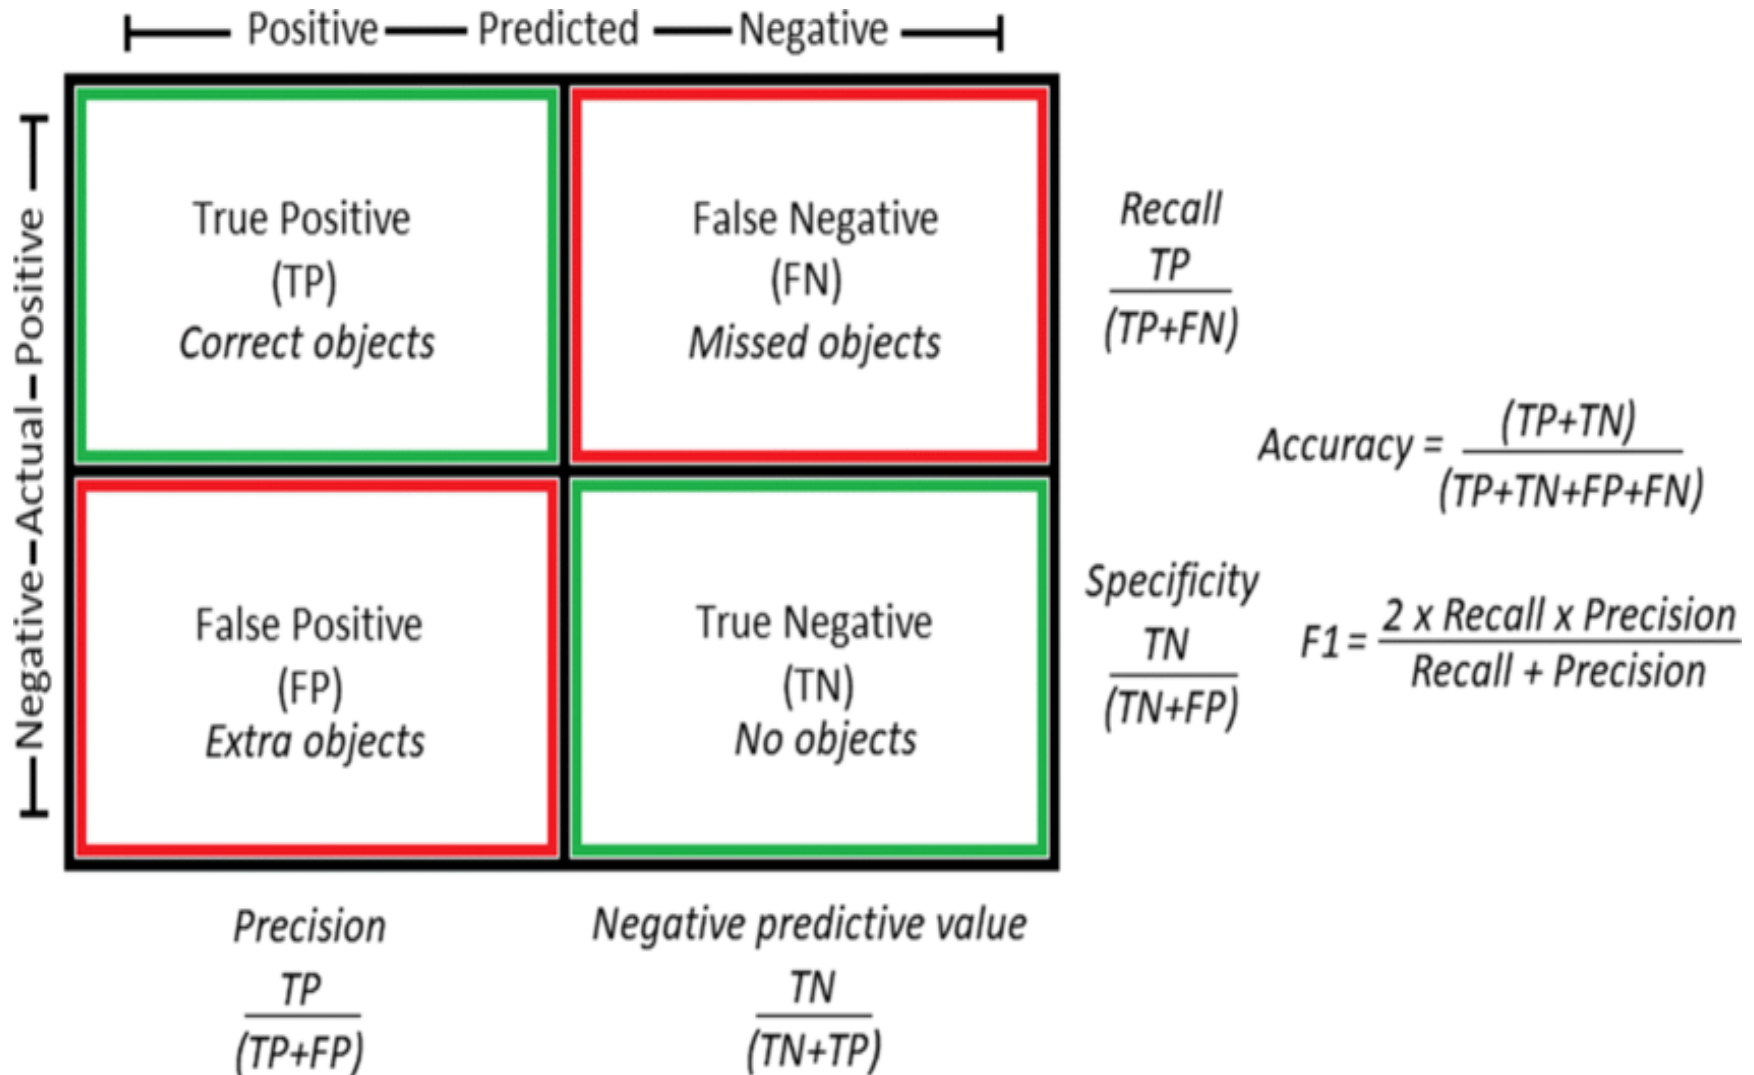 Positive Predicted Negative
Negative Actual Positive
True Positive
(TP)
Correct objects
False Negative
(FN)
Missed objects
Recall
TP
(TP+FN)
Accuracy = (TP+TN)
(TP+TN+FP+FN)
False Positive
(FP)
Extra objects
True Negative
(TN)
No objects
Specificity
TN
(TN+FP)
F1 = 2 x Recall x Precision
Recall + Precision
Precision
TP
(TP+FP)
Negative predictive value
TN
(TN+TP)